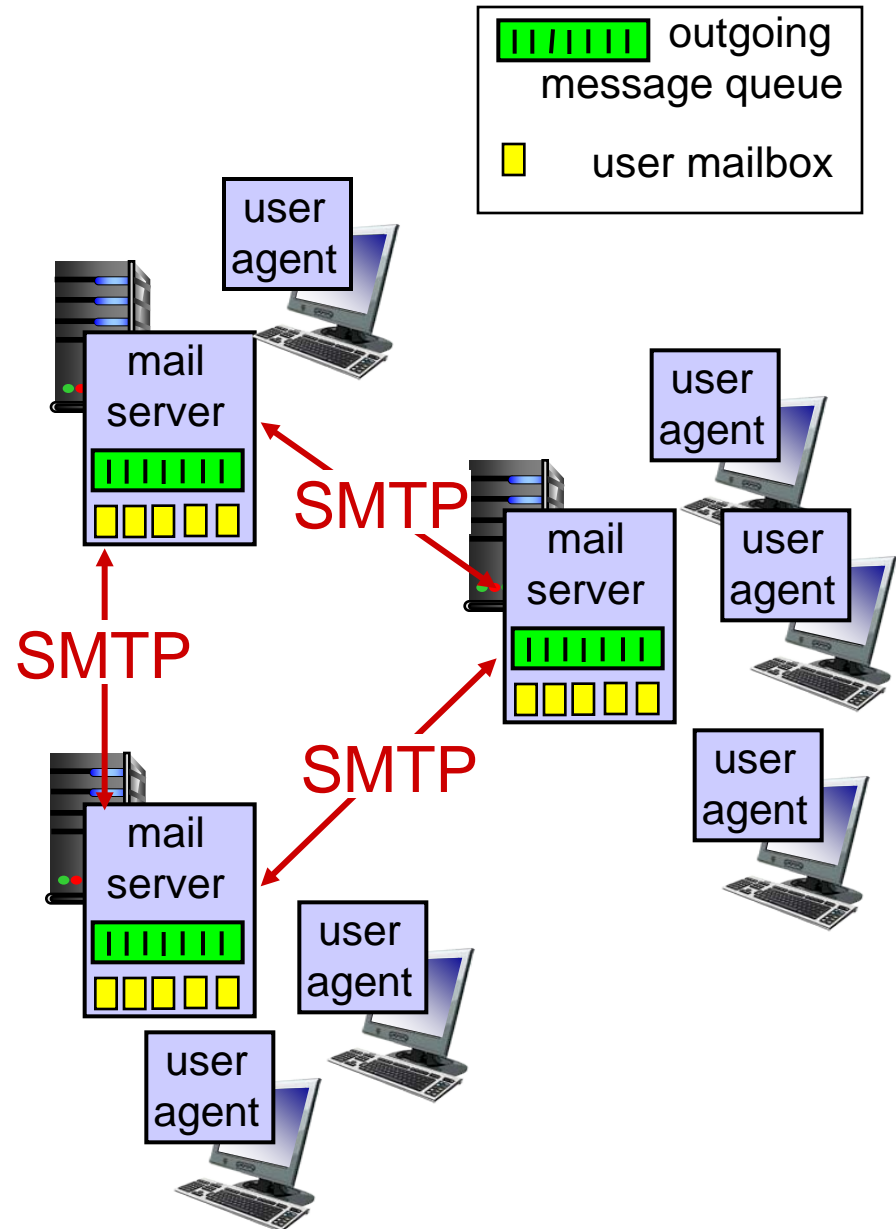 outgoing
message queue
user mailbox
user
agent
mail
server
SMTP
user
agent
mail
server
user
agent
SMTP
SMTP
user
agent
mail
server
user
agent
user
agent